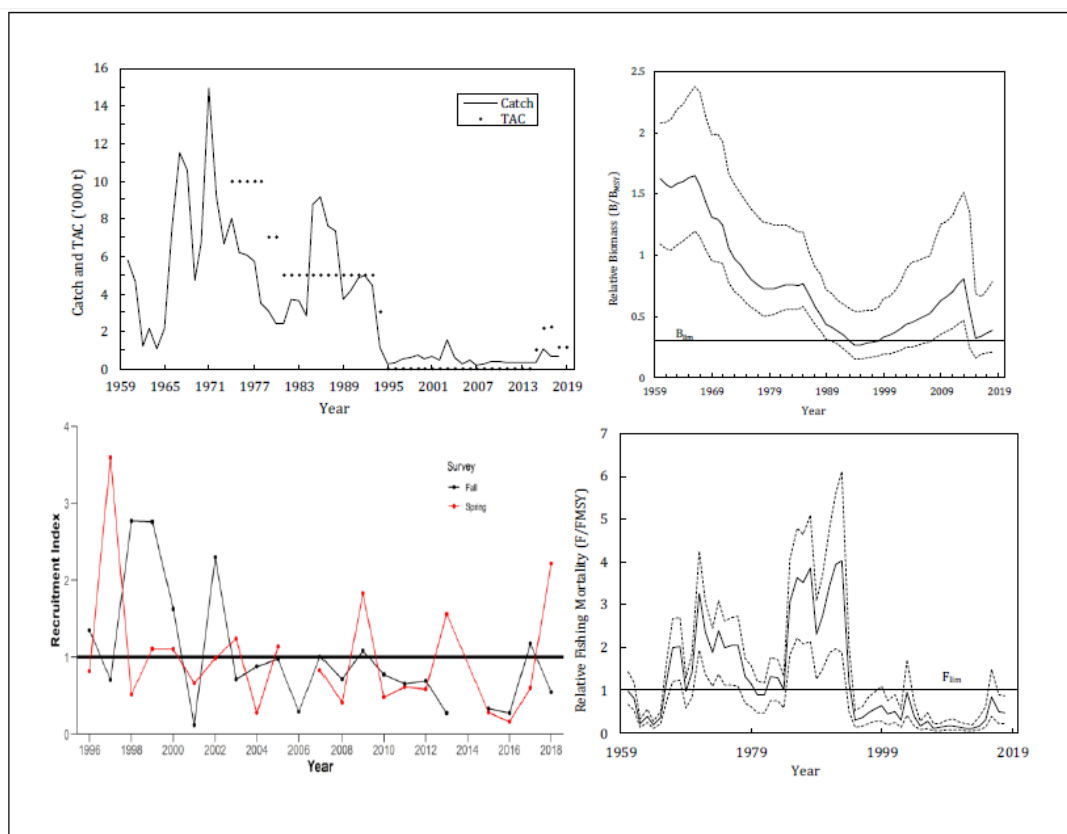 16
14
12
10
8
6
4
2
0
Catch and TAC ('000 t)
Catch
TAC
1959 1965 1971 1977 1983 1989 1995 2001 2007 2013 2019
Year
2.5
2
1.5
1
0.5
0
Relative Biomass (B/BMSY)
Blim
1959 1969 1979 1989 1999 2009 2019
Year
4
3
2
1
0
Recruitment Index
Survey
Fall
Spring
1996 1998 2000 2002 2004 2006 2008 2010 2012 2014 2016 2018
Year
7
6
5
4
3
2
1
0
Relative Fishing Mortality (F/FMSY)
Flim
1959 1979 1999 2019
Year